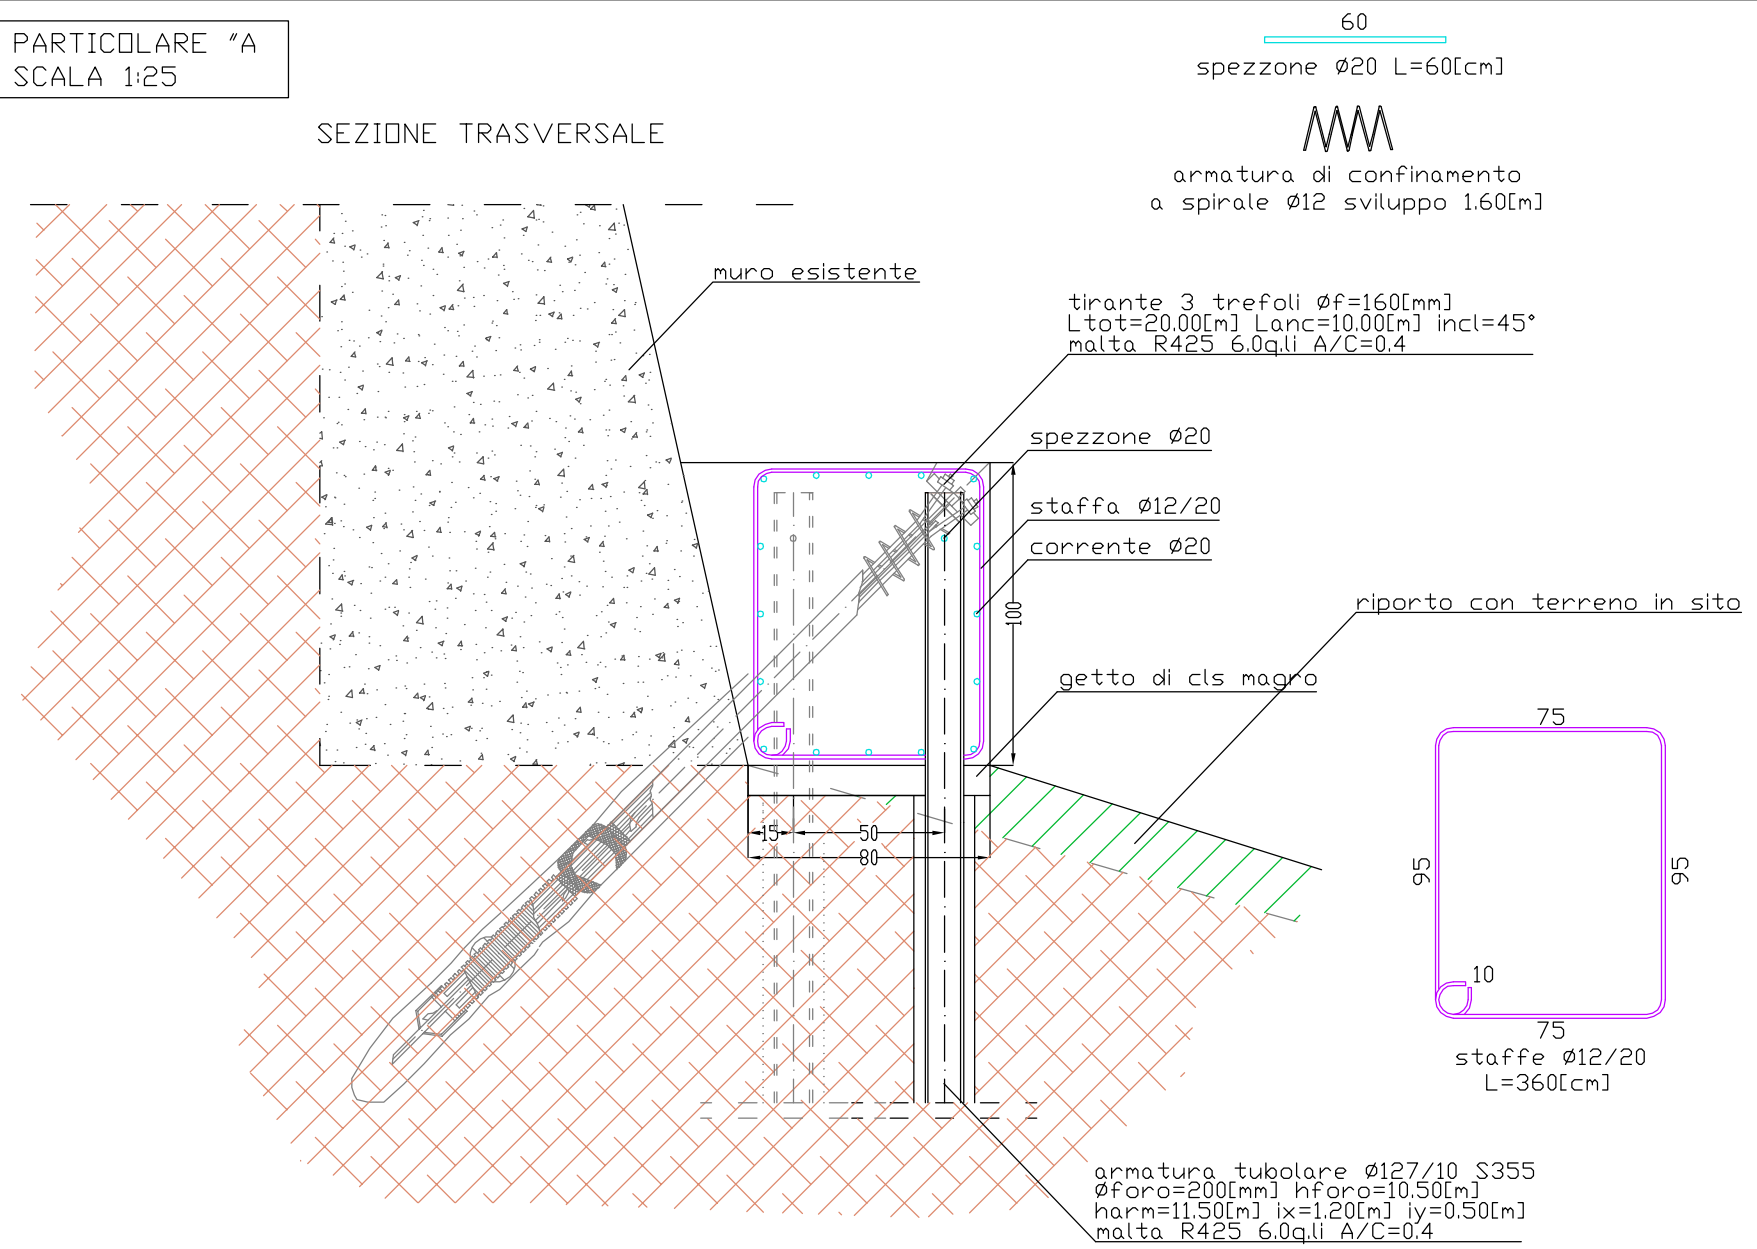 PARTICOLARE "A
SCALA 1:25
SEZIONE TRASVERSALE
60
spezzone Ø20 L=60[cm]
armatura di confinamento
a spirale Ø12 sviluppo 1.60[m]
muro esistente
tirante 3 trefoli Øf=160[mm]
Ltot=20.00[m] Lanc=10.00[m] incl=45°
malta R425 6.0q.li A/C=0.4
spezzone Ø20
staffa Ø12/20
corrente Ø20
100
riporto con terreno in sito
getto di cls magro
15
50
80
75
95
95
10
75
staffe Ø12/20
L=360[cm]
armatura tubolare Ø127/10 S355
Øforo=200[mm] hforo=10.50[m]
harm=11.50[m] ix=1.20[m] iy=0.50[m]
malta R425 6.0q.li A/C=0.4